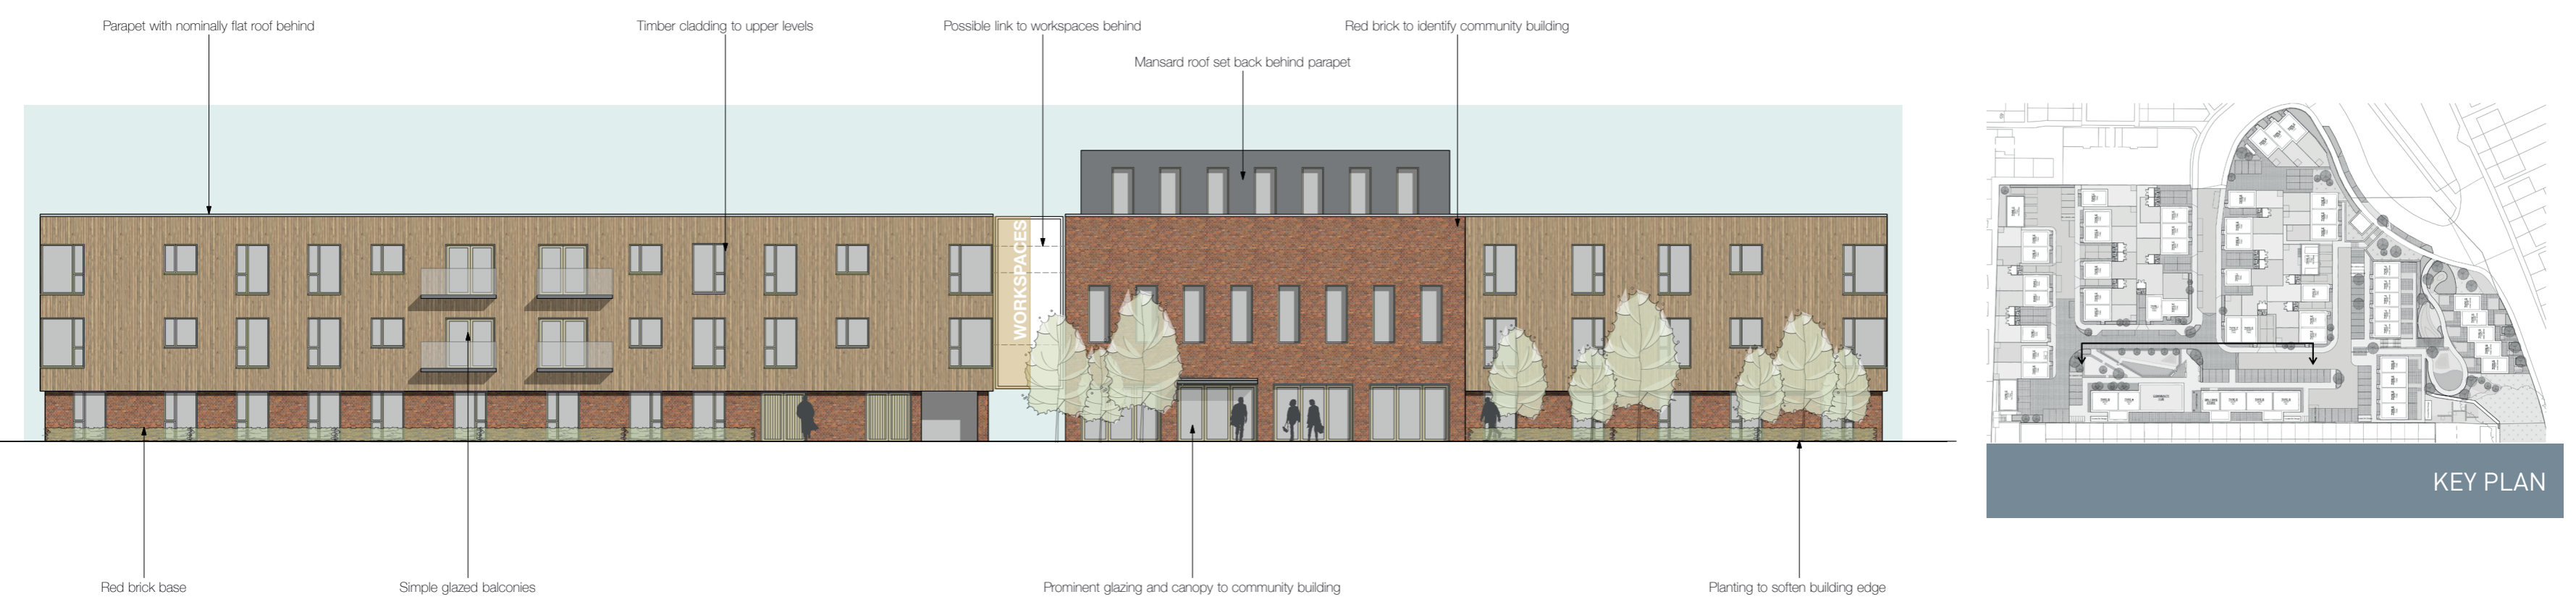 Parapet with nominally flat roof behind
Timber cladding to upper levels
Possible link to workspaces behind
Red brick to identify community building
Mansard roof set back behind parapet
WORKSPACES
KEY PLAN
Red brick base
Simple glazed balconies
Prominent glazing and canopy to community building
Planting to soften building edge